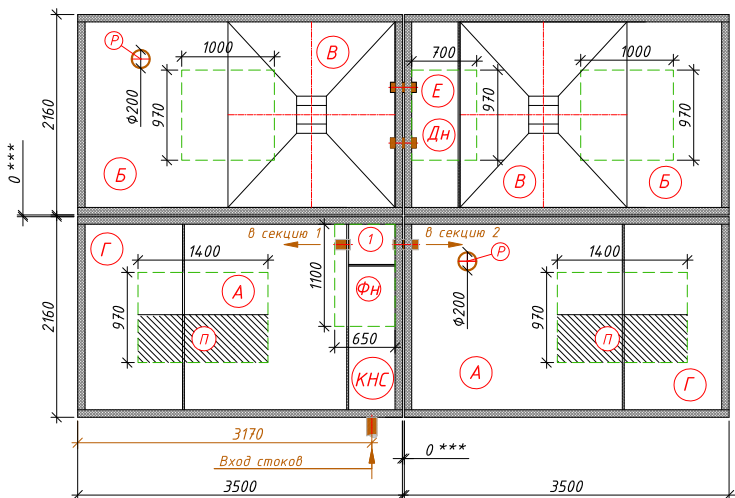 Р
1000
В
700
1000
Е
2160
Ф200
970
970
970
Дн
0 ***
Б
В
Б
в секцию 1
1
в секцию 2
Г
Р
1400
1400
1100
Фн
А
Ф200
2160
970
970
П
П
650
КНС
А
Г
3170
0 ***
Вход стоков
3500
3500